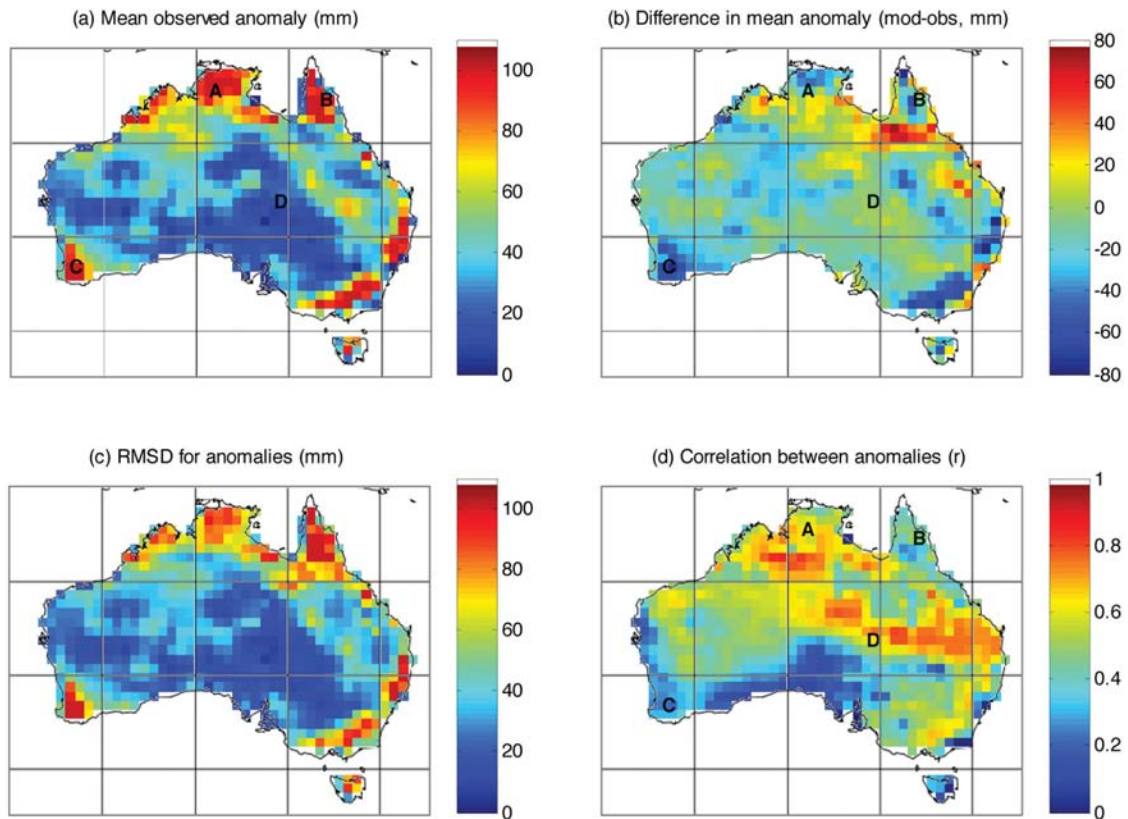 (a) Mean observed anomaly (mm)
A
B
C
D
100
80
60
40
20
0
(b) Difference in mean anomaly (mod-obs, mm)
A
B
C
D
80
60
40
20
0
-20
-40
-60
-80
(c) RMSD for anomalies (mm)
100
80
60
40
20
0
(d) Correlation between anomalies (r)
A
B
C
D
1
0.8
0.6
0.4
0.2
0